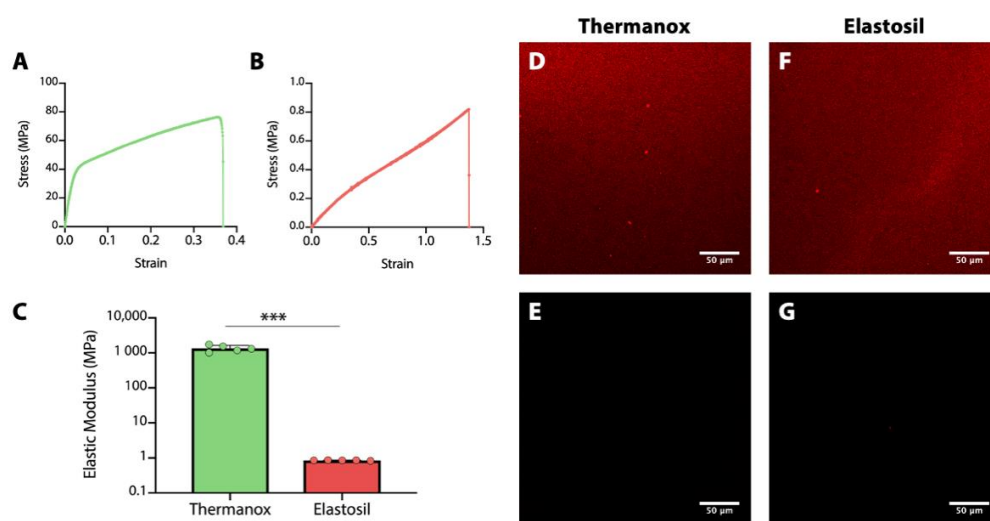 Thermanox
Elastosil
A
B
D
F
100
80
60
40
20
0
Stress (MPa)
0.0
0.1
0.2
0.3
0.4
Strain
1.0
0.8
0.6
0.4
0.2
0.0
Stress (MPa)
0.0
0.5
1.0
1.5
Strain
50 μm
50 μm
C
E
G
10,000
1 000
100
10
1
0.1
Elastic Modulus (MPa)
***
Thermanox
Elastosil
50 μm
50 μm